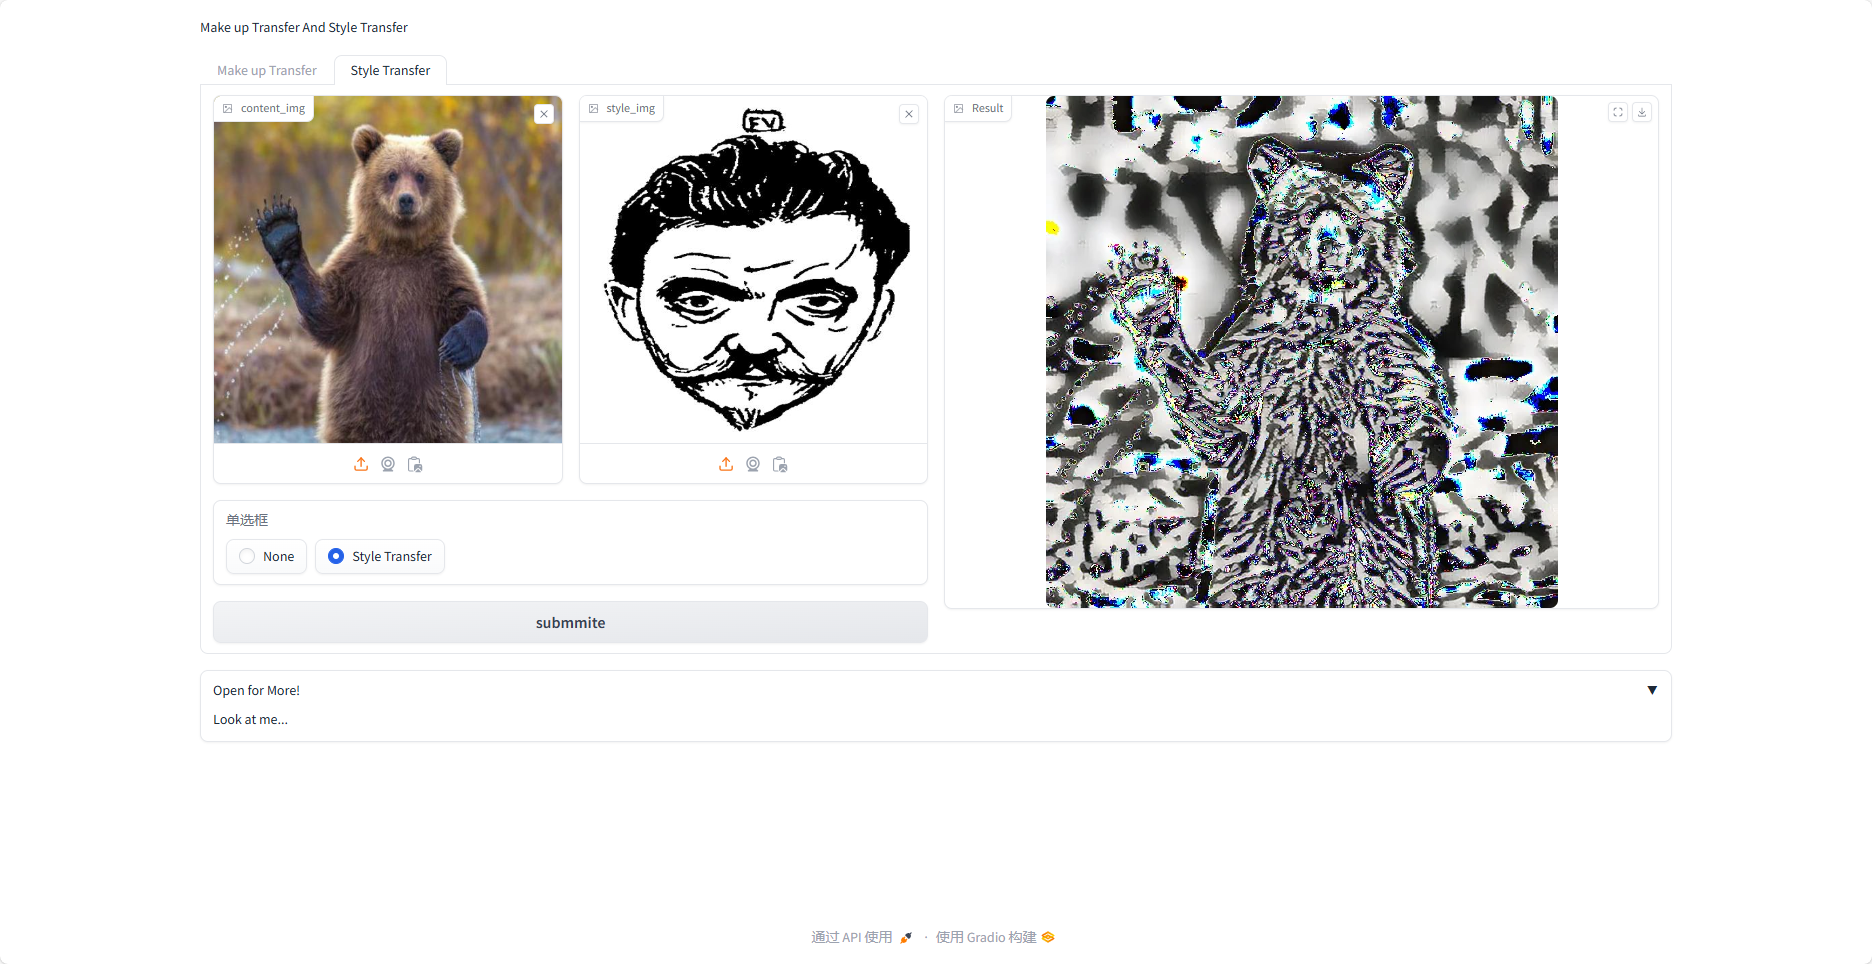 Make up Transfer And Style Transfer
Make up Transfer
Style Transfer
content_img
style_img
FV
Result
单选框
None
Style Transfer
submmite
Open for More!
▼
Look at me...
通过 API 使用 · 使用 Gradio 构建